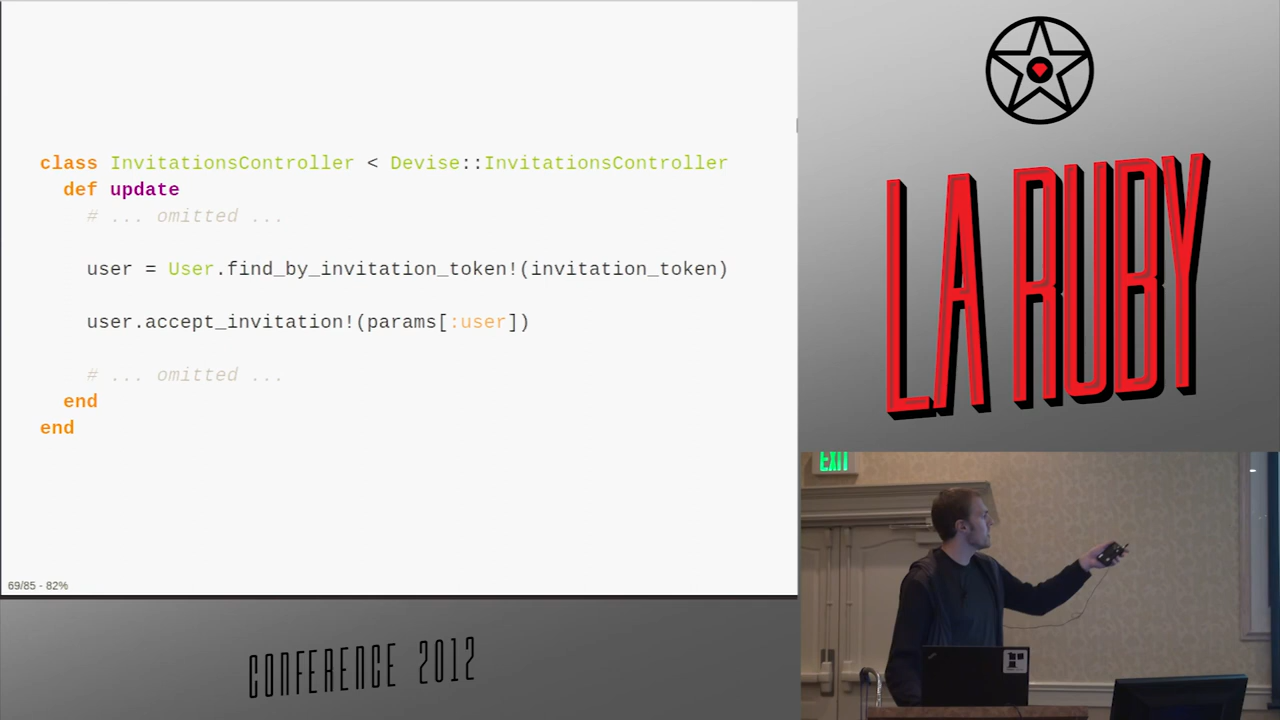 class InvitationsController < Devise::InvitationsController
def update
# ... omitted ...
user = User.find_by_invitation_token!(invitation_token)
user.accept_invitation!(params[:user])
# ... omitted ...
end
end
69/85 - 82%
CONFERENCE 2012
LA RUBY
EXIT